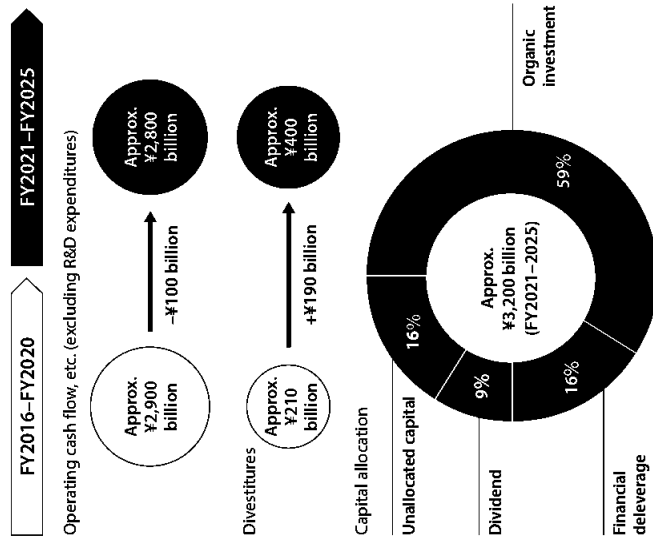 FY2016–FY2020
FY2021–FY2025
Operating cash flow, etc. (excluding R&D expenditures)
Approx.
¥2,900
billion
–¥100 billion
Approx.
¥2,800
billion
Divestitures
Approx.
¥210
billion
+¥190 billion
Approx.
¥400
billion
Capital allocation
Unallocated capital
16%
Dividend
9%
Financial
deleverage
16%
Approx.
¥3,200 billion
(FY2021–2025)
59%
Organic
investment